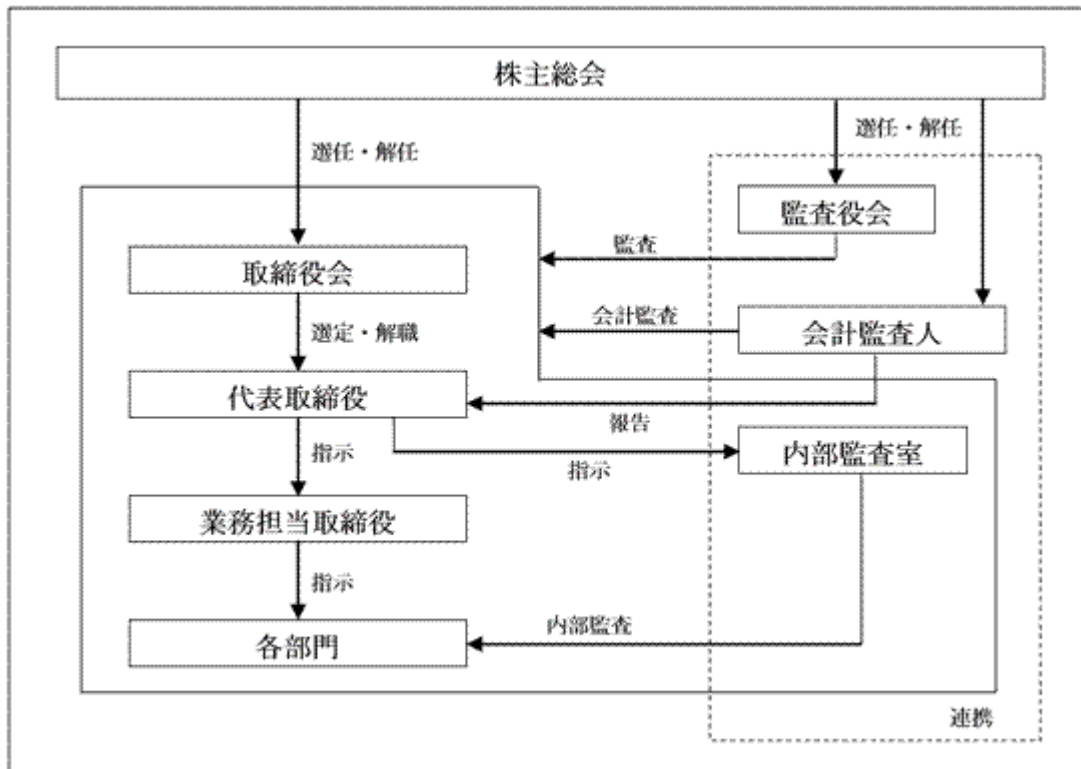 株主総会
選任・解任
選任・解任
監査役会
監査
取締役会
会計監査
会計監査人
選定・解職
代表取締役
報告
内部監査室
指示
指示
業務担当取締役
指示
内部監査
各部門
連携